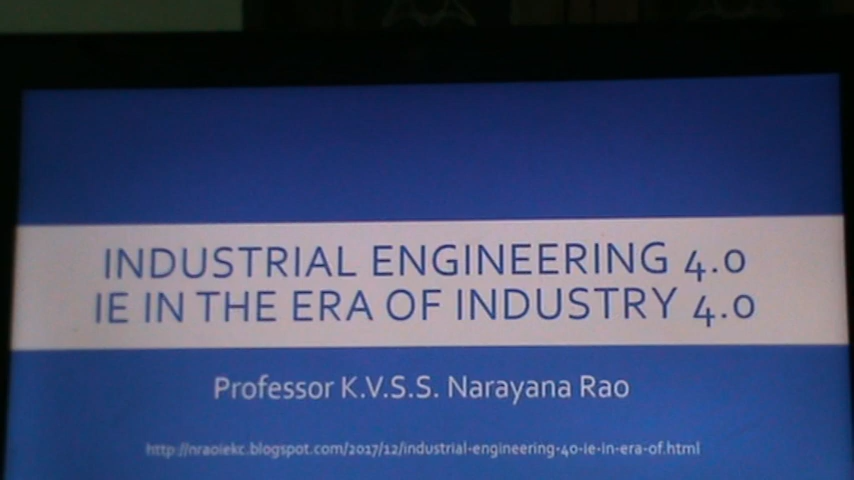 INDUSTRIAL ENGINEERING 4.0
IE IN THE ERA OF INDUSTRY 4.0
Professor K.V.S.S. Narayana Rao
http://nraoiekc.blogspot.com/2017/12/industrial-engineering-40-ie-in-era-of.html